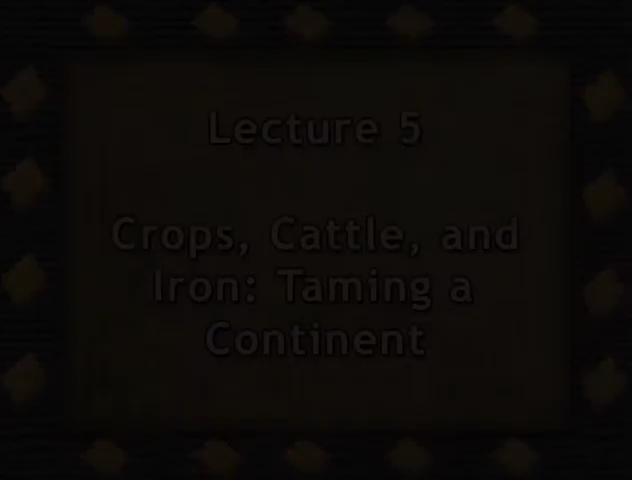 Lecture 5
Crops, Cattle, and
Iron: Taming a
Continent